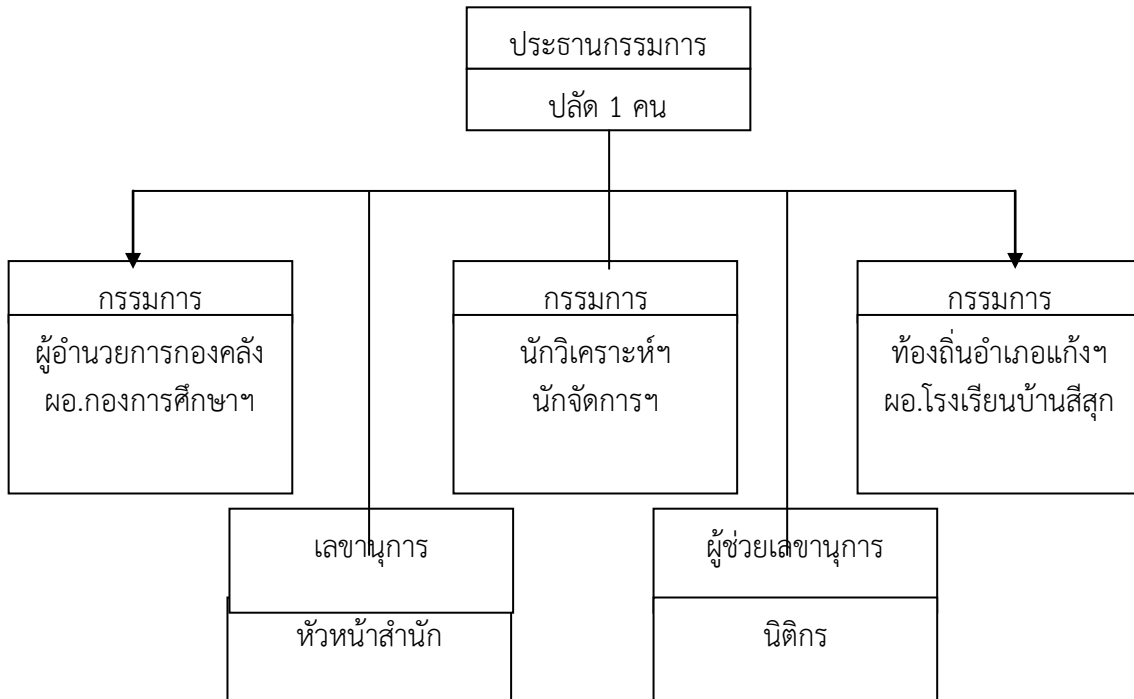 ประธานกรรมการ
ปลัด 1 คน
กรรมการ
ผู้อำนวยการกองคลัง
ผอ.กองการศึกษาฯ
กรรมการ
นักวิเคราะห์ฯ
นักจัดการฯ
กรรมการ
ท้องถิ่นอำเภอแก้งฯ
ผอ.โรงเรียนบ้านสีสุก
เลขานุการ
หัวหน้าสำนัก
ผู้ช่วยเลขานุการ
นิติกร